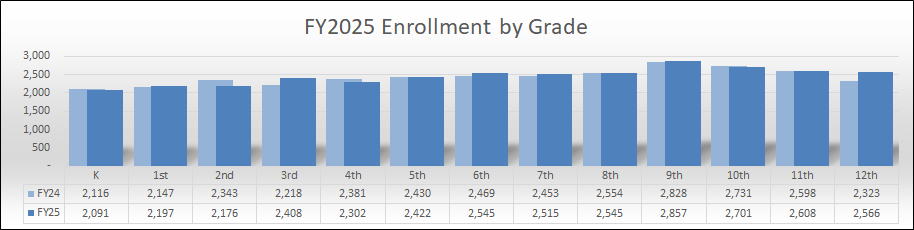 FY2025 Enrollment by Grade
3,000
2,500
2,000
1,500
1,000
500
-
K 1st 2nd 3rd 4th 5th 6th 7th 8th 9th 10th 11th 12th
FY24 2,116 2,147 2,343 2,218 2,381 2,430 2,469 2,453 2,554 2,828 2,731 2,598 2,323
FY25 2,091 2,197 2,176 2,408 2,302 2,422 2,545 2,515 2,545 2,857 2,701 2,608 2,566